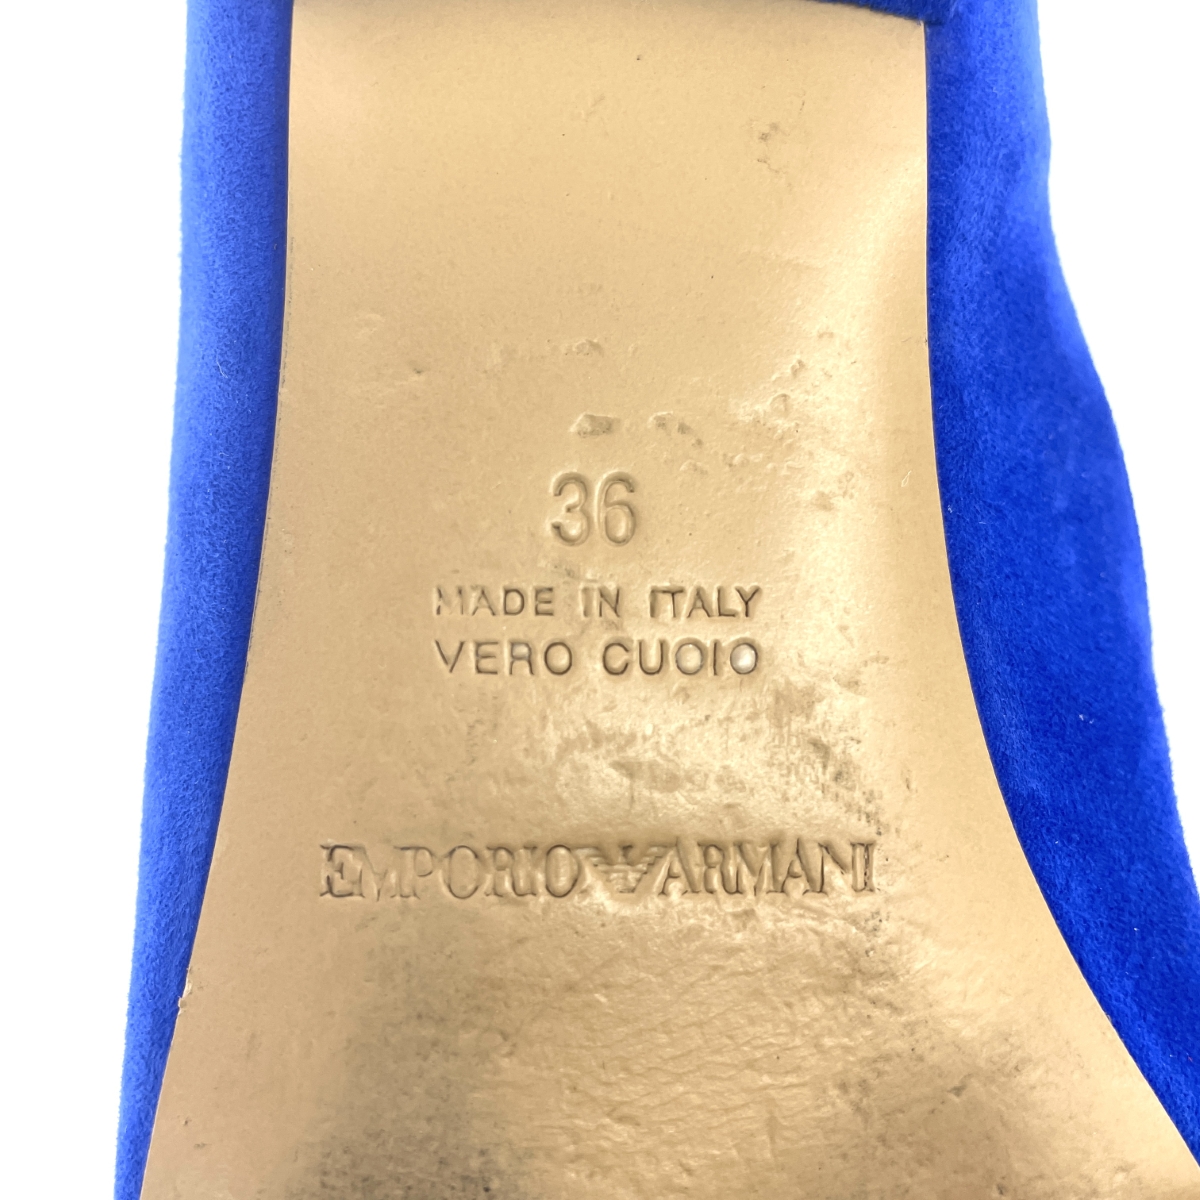 36
MADE IN ITALY
VERO CUOIO
EMPORIO ARMANI